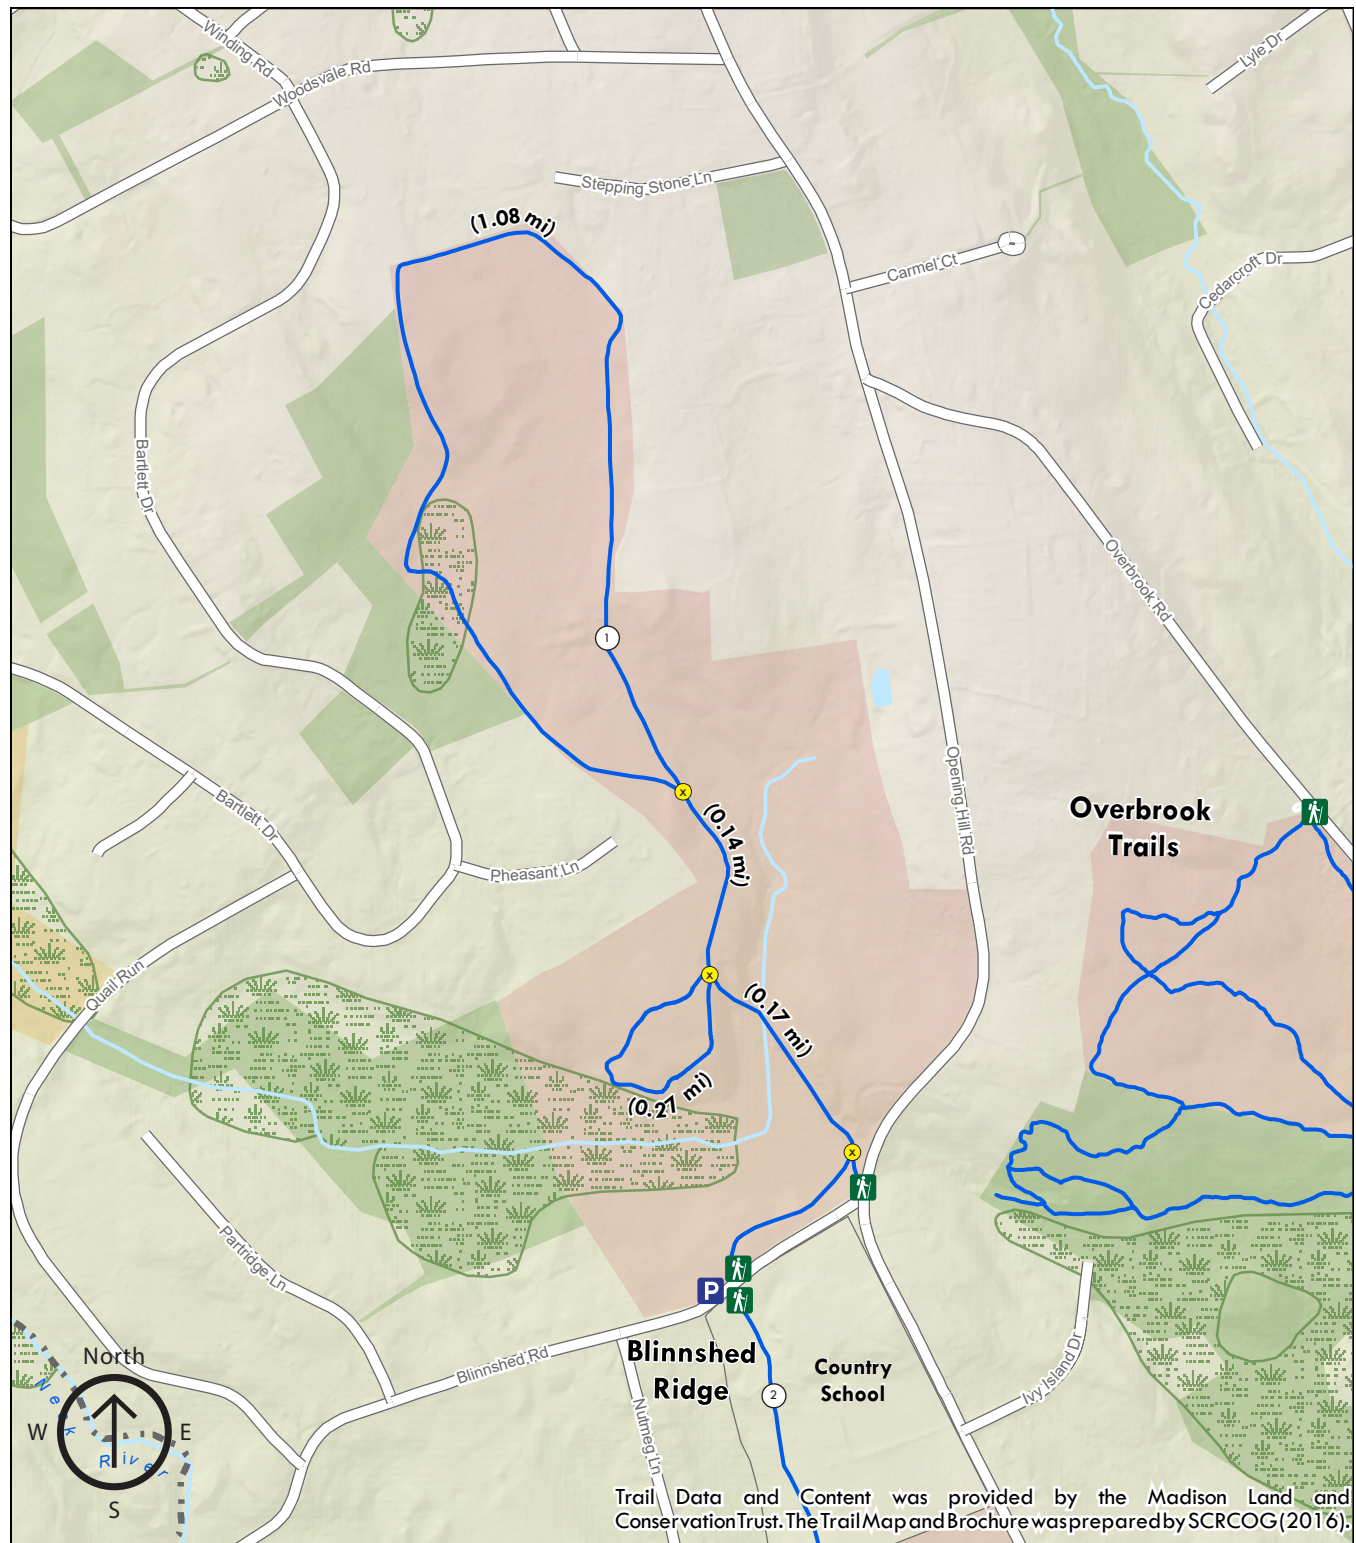 Winding Rd
Woodsvale Rd
Lyle Dr
Stepping Stone Ln
(1.08 mi)
Carmel Ct
Cedarcroft Dr
Bartlett Dr
Overbrook Rd
1
Opening Hill Rd
x
Bartlett Dr
(0.14 mi)
Overbrook
Trails
Pheasant Ln
Quail Run
x
(0.17 mi)
(0.27 mi)
x
Partridge Ln
P
Blinnshed Rd
Blinnshed
Ridge
Country
School
2
Ivy Island Dr
Nutmeg Ln
North
W
E
S
Neck
River
Trail Data and Content was provided by the Madison Land and
Conservation Trust. The Trail Map and Brochure was prepared by SCRCOG (2016).